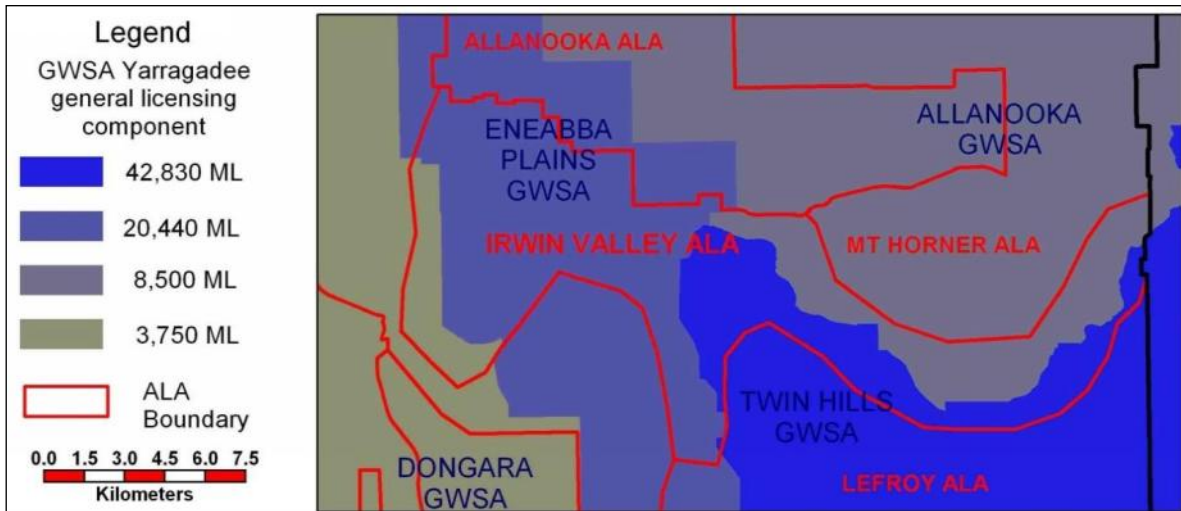 Legend
GWSA Yarragadee
general licensing
component
42,830 ML
20,440 ML
8,500 ML
3,750 ML
ALA
Boundary
0.0 1.5 3.0 4.5 6.0 7.5
Kilometers
ALLANOOKA ALA
ENEABBA
PLAINS
GWSA
ALLANOOKA
GWSA
IRWIN VALLEY ALA
MT HORNER ALA
TWIN HILLS
GWSA
DONGARA
GWSA
LEFROY ALA